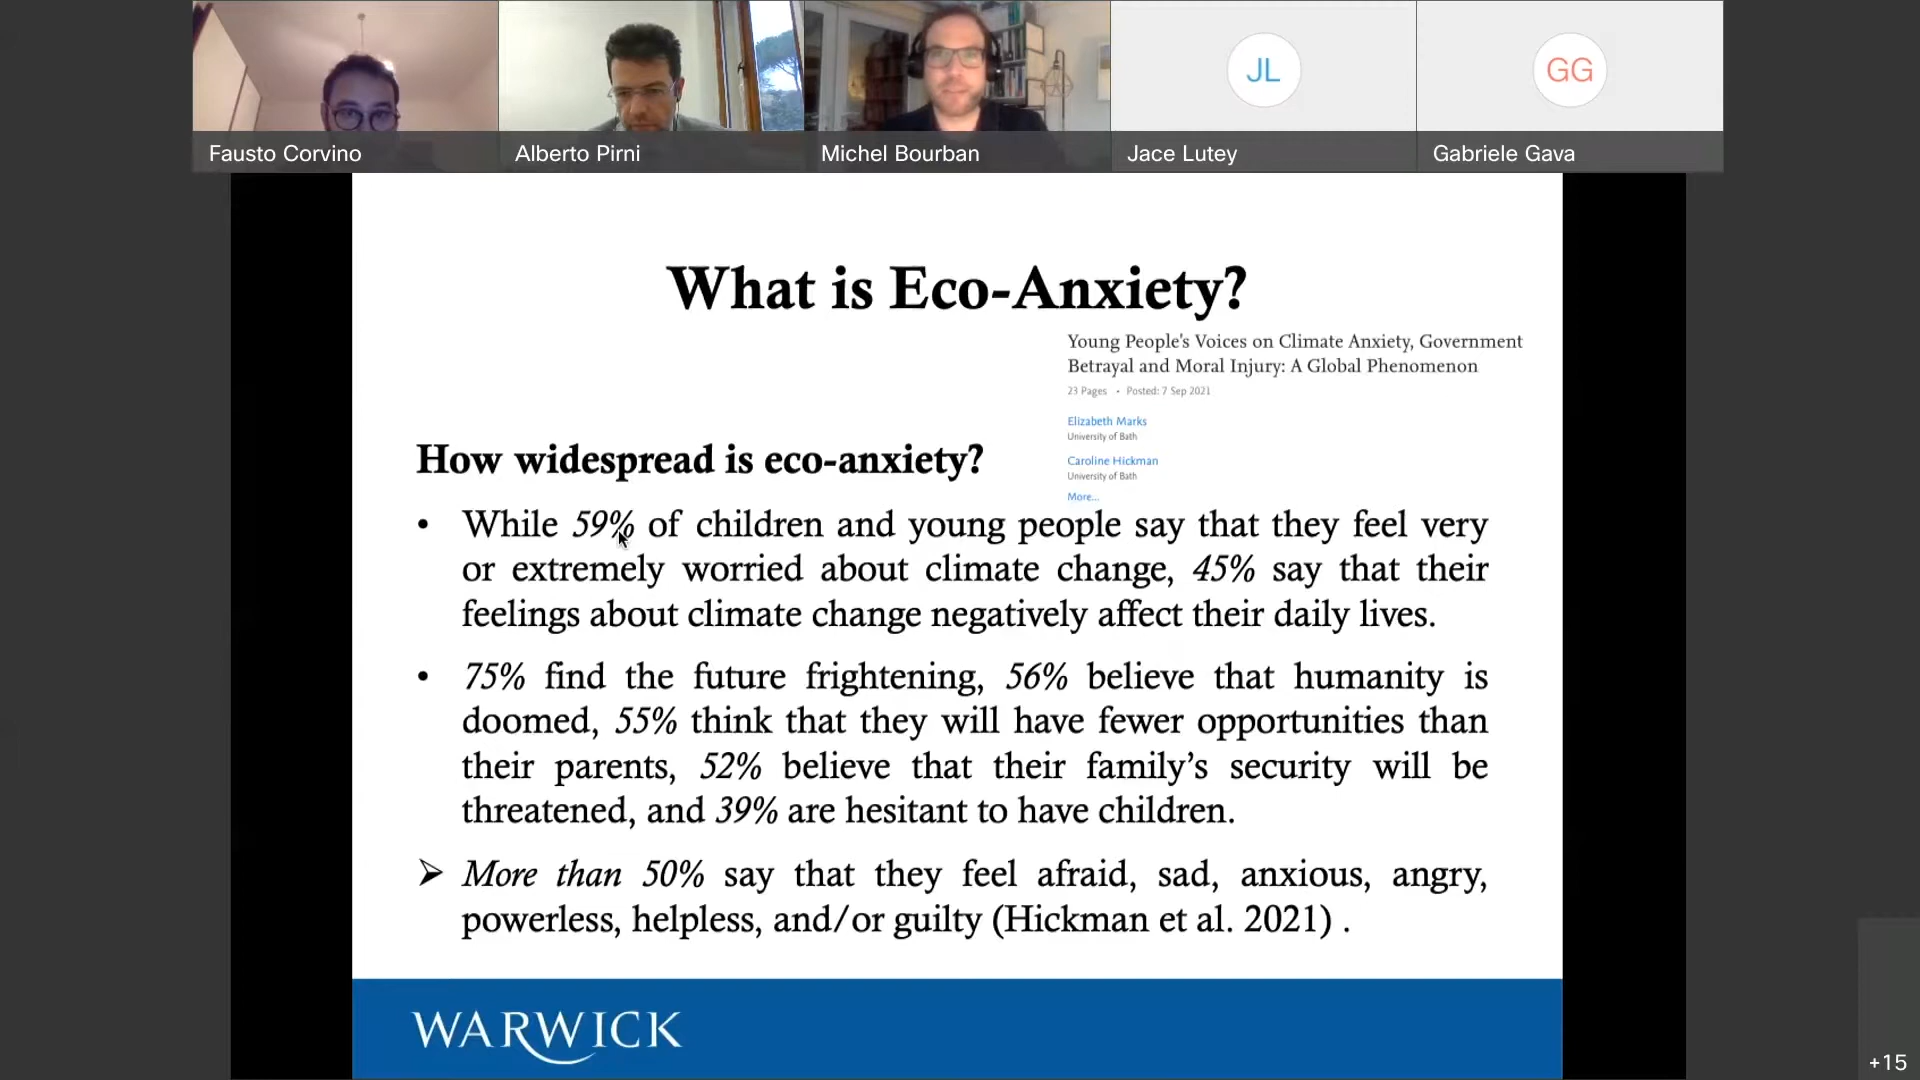 Fausto Corvino
Alberto Pirni
Michel Bourban
JL
Jace Lutey
GG
Gabriele Gava
What is Eco-Anxiety?
Young People's Voices on Climate Anxiety, Government
Betrayal and Moral Injury: A Global Phenomenon
23 Pages • Posted: 7 Sep 2021
Elizabeth Marks
University of Bath
Caroline Hickman
University of Bath
More...
How widespread is eco-anxiety?
• While 59% of children and young people say that they feel very
or extremely worried about climate change, 45% say that their
feelings about climate change negatively affect their daily lives.
• 75% find the future frightening, 56% believe that humanity is
doomed, 55% think that they will have fewer opportunities than
their parents, 52% believe that their family's security will be
threatened, and 39% are hesitant to have children.
➢ More than 50% say that they feel afraid, sad, anxious, angry,
powerless, helpless, and/or guilty (Hickman et al. 2021) .
WARWICK
+15